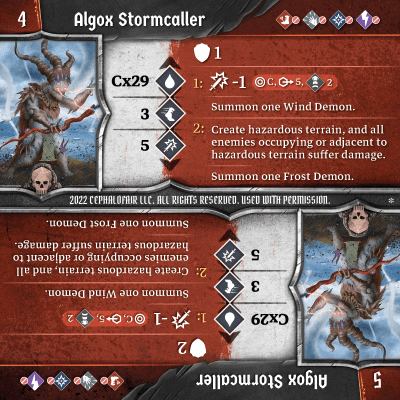 4
Algox Stormcaller
1
Cx29
3
5
1: -1 C, 5, 2
Summon one Wind Demon.
2: Create hazardous terrain, and all
enemies occupying or adjacent to
hazardous terrain suffer damage.
Summon one Frost Demon.
2022 CEPHALOFAIR LLC. ALL RIGHTS RESERVED. USED WITH PERMISSION.
*
5
Algox Stormcaller
2
Cx29
3
5
1: -1 C, 5, 2
Summon one Wind Demon.
2: Create hazardous terrain, and all
enemies occupying or adjacent to
hazardous terrain suffer damage.
Summon one Frost Demon.